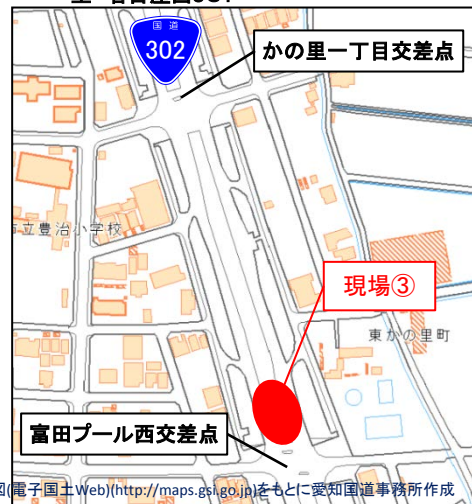 国道
302
かの里一丁目交差点
市立豊治小学校
現場③
東かの里町
富田プール西交差点
図(電子国土Web)(http://maps.gsi.go.jp)をもとに愛知国道事務所作成